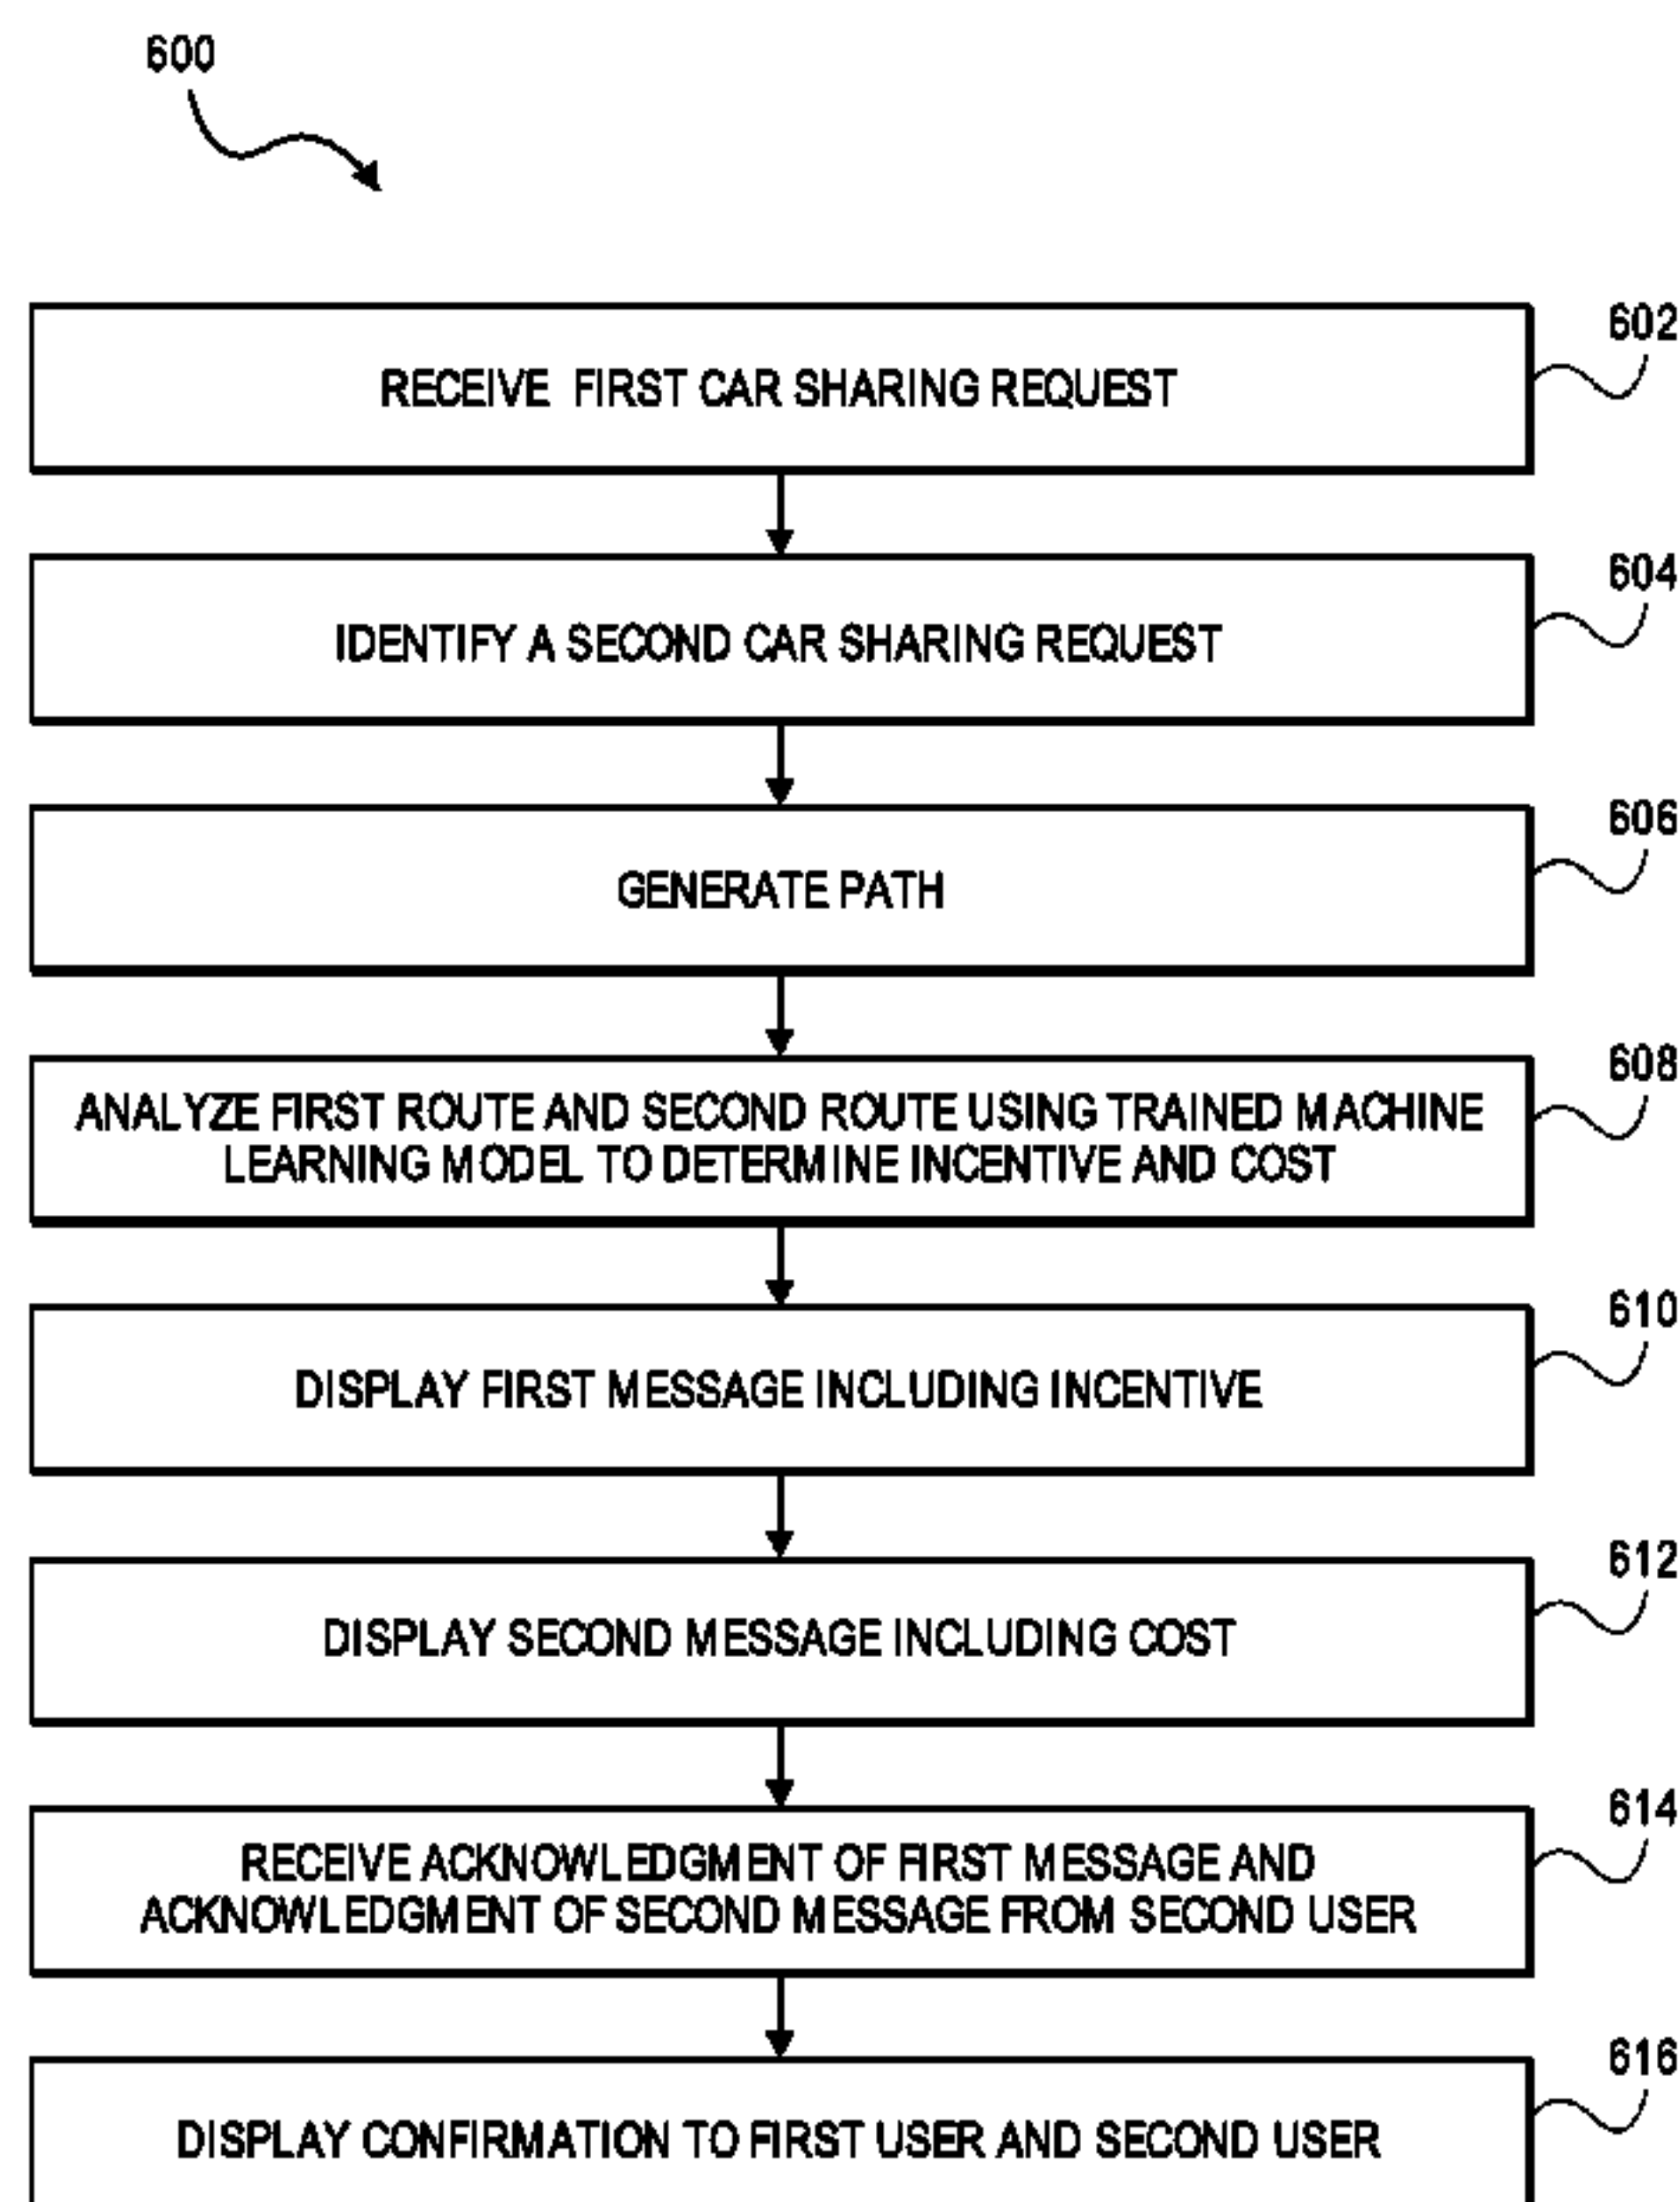 600
602
RECEIVE FIRST CAR SHARING REQUEST
604
IDENTIFY A SECOND CAR SHARING REQUEST
606
GENERATE PATH
608
ANALYZE FIRST ROUTE AND SECOND ROUTE USING TRAINED MACHINE
LEARNING MODEL TO DETERMINE INCENTIVE AND COST
610
DISPLAY FIRST MESSAGE INCLUDING INCENTIVE
612
DISPLAY SECOND MESSAGE INCLUDING COST
614
RECEIVE ACKNOWLEDGMENT OF FIRST MESSAGE AND
ACKNOWLEDGMENT OF SECOND MESSAGE FROM SECOND USER
616
DISPLAY CONFIRMATION TO FIRST USER AND SECOND USER